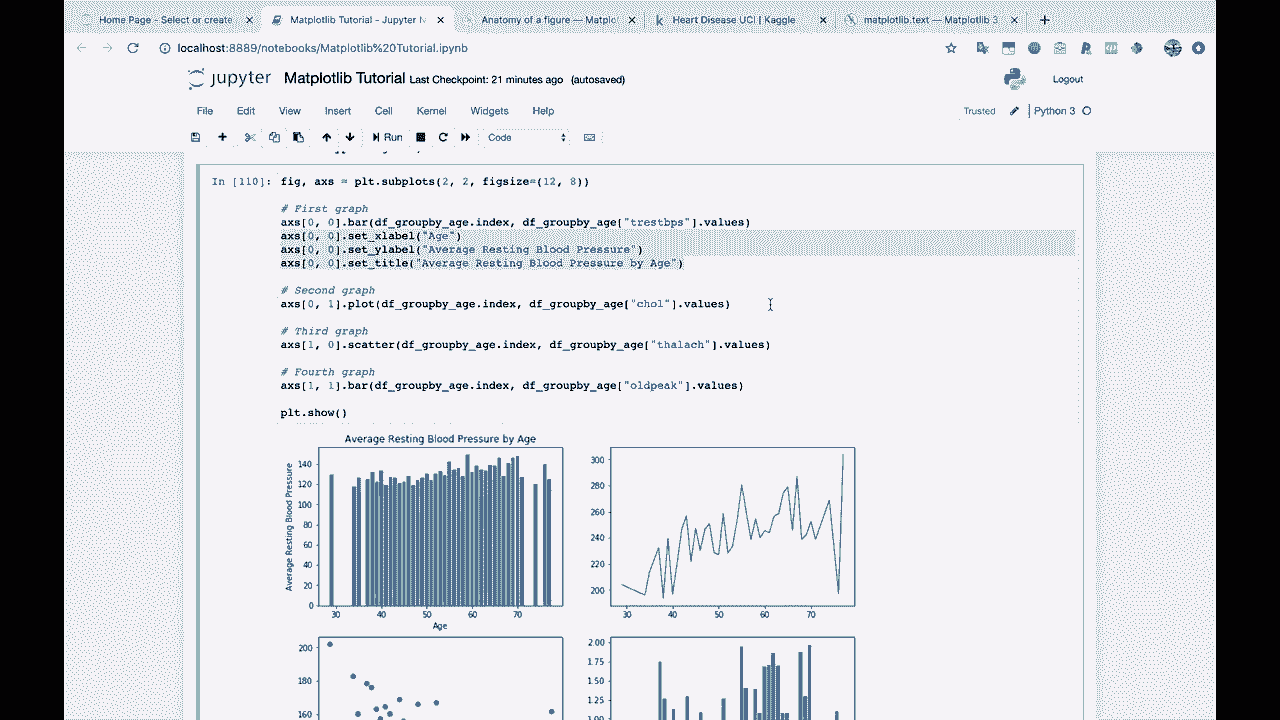 Home Page - Select or create
Matplotlib Tutorial - Jupyter N
Anatomy of a figure — Matplo
Heart Disease UCI | Kaggle
matplotlib.text — Matplotlib 3
localhost:8889/notebooks/Matplotlib%20Tutorial.ipynb
jupyter Matplotlib Tutorial Last Checkpoint: 21 minutes ago (autosaved)
Logout
File Edit View Insert Cell Kernel Widgets Help
Trusted
Python 3
Run
Code
In [110]: fig, axs = plt.subplots(2, 2, figsize=(12, 8))
# First graph
axs[0, 0].bar(df_groupby_age.index, df_groupby_age["trestbps"].values)
axs[0, 0].set_xlabel("Age")
axs[0, 0].set_ylabel("Average Resting Blood Pressure")
axs[0, 0].set_title("Average Resting Blood Pressure by Age")
# Second graph
axs[0, 1].plot(df_groupby_age.index, df_groupby_age["chol"].values)
# Third graph
axs[1, 0].scatter(df_groupby_age.index, df_groupby_age["thalach"].values)
# Fourth graph
axs[1, 1].bar(df_groupby_age.index, df_groupby_age["oldpeak"].values)
plt.show()
Average Resting Blood Pressure by Age
Average Resting Blood Pressure
140
120
100
80
60
40
20
0
30 40 50 60 70
Age
300
280
260
240
220
200
30 40 50 60 70
200
180
160
2.00
1.75
1.50
1.25
1.00